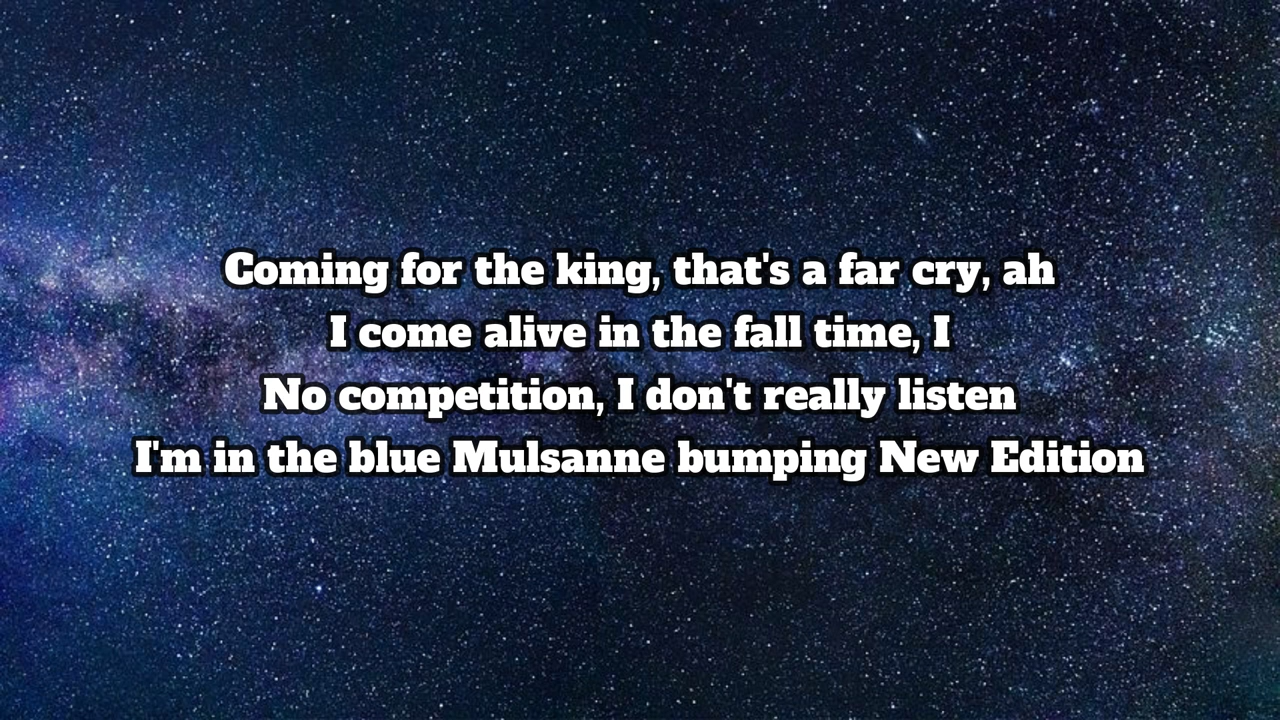 Coming for the king, that's a far cry, ah
I come alive in the fall time, I
No competition, I don't really listen
I'm in the blue Mulsanne bumping New Edition